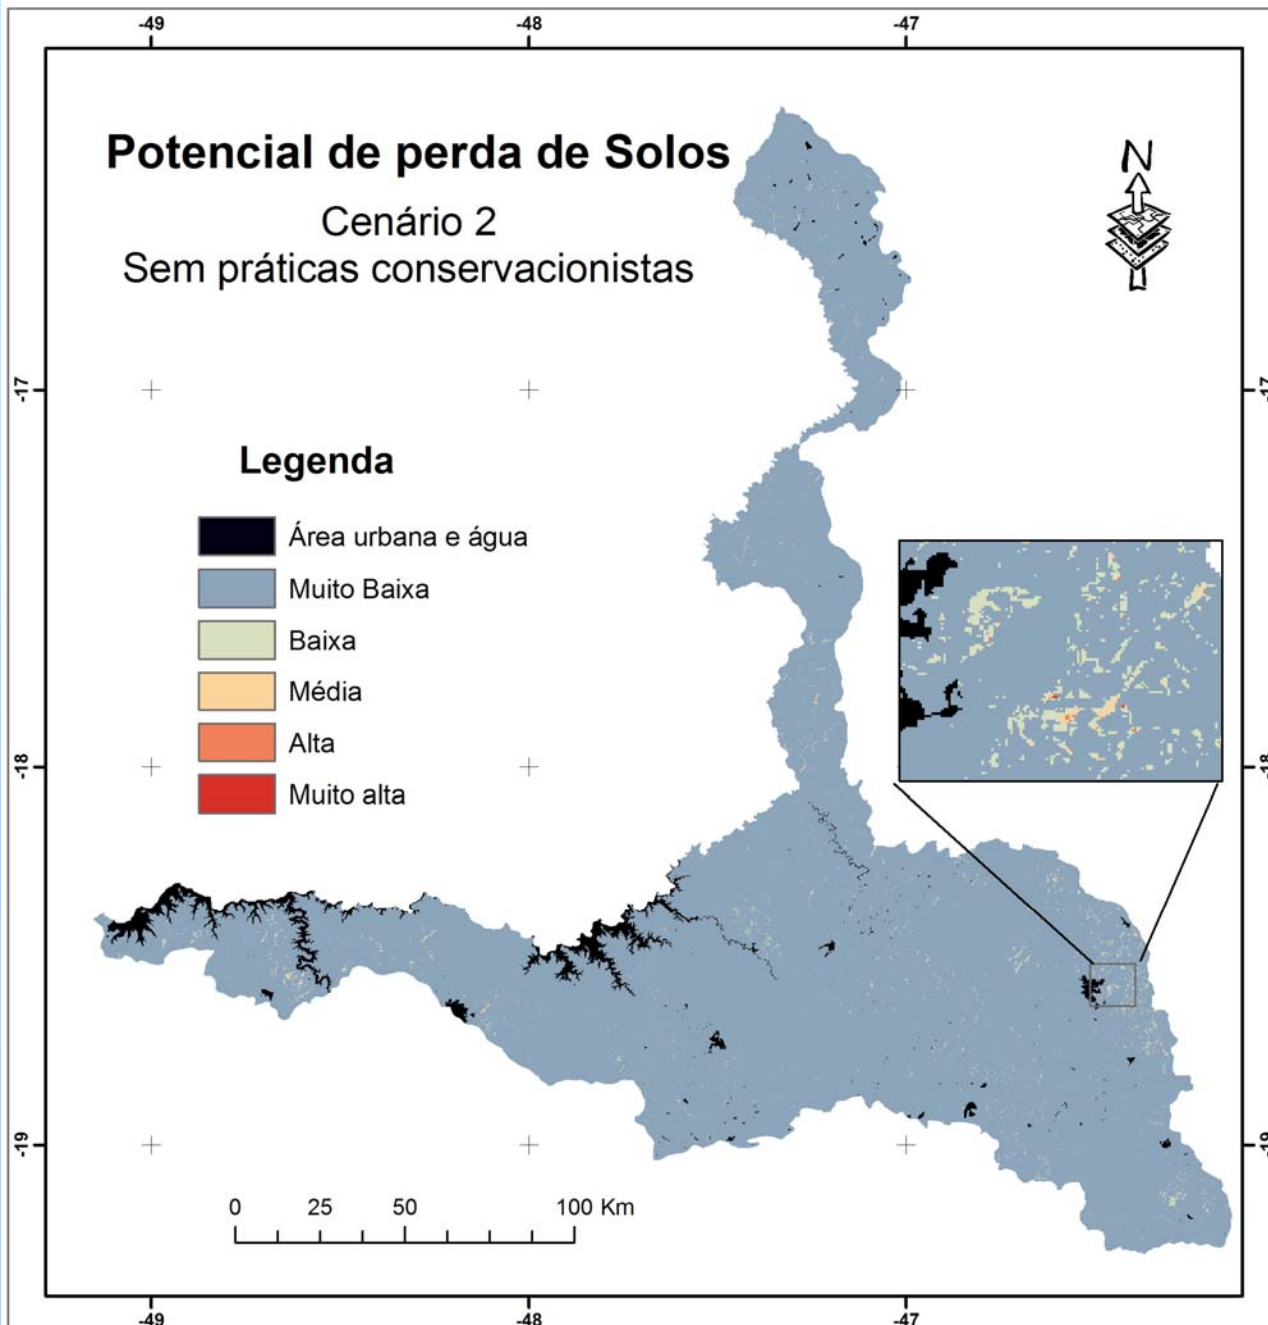 -49 -48 -47
Potencial de perda de Solos
Cenário 2
Sem práticas conservacionistas
N
-17 -17
Legenda
Área urbana e água
Muito Baixa
Baixa
Média
Alta
Muito alta
-18 -18
-19 -19
0 25 50 100 Km
-49 -48 -47